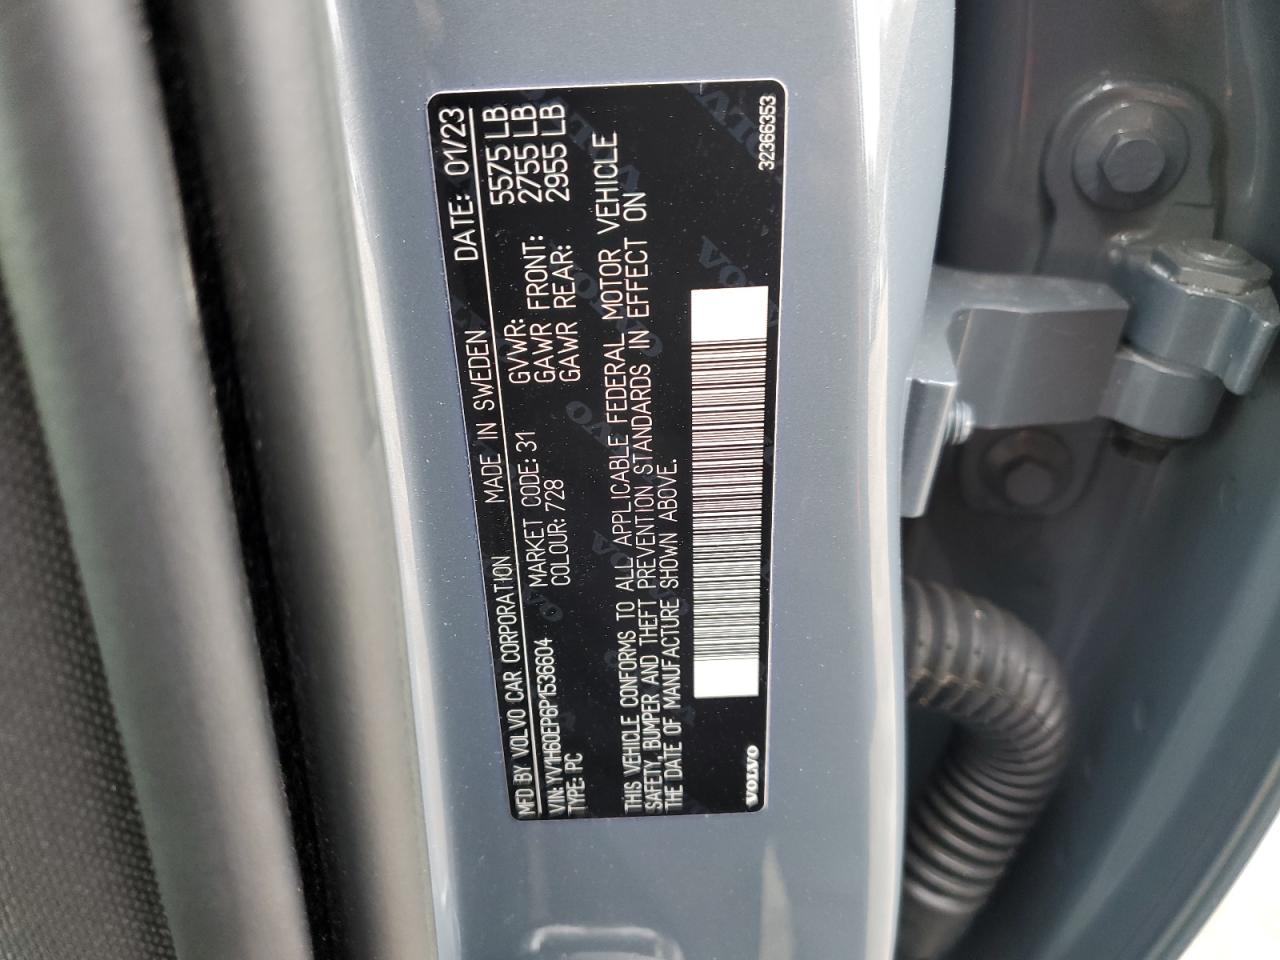 MFD BY VOLVO CAR CORPORATION MADE IN SWEDEN DATE: 01/23
VIN: YV1H60EP6P1536604 MARKET CODE: 31 GVWR: 5575 LB
TYPE: PC COLOUR: 728 GAWR FRONT: 2755 LB
GAWR REAR: 2955 LB
THIS VEHICLE CONFORMS TO ALL APPLICABLE FEDERAL MOTOR VEHICLE
SAFETY, BUMPER AND THEFT PREVENTION STANDARDS IN EFFECT ON
THE DATE OF MANUFACTURE SHOWN ABOVE.
VOLVO 32366353